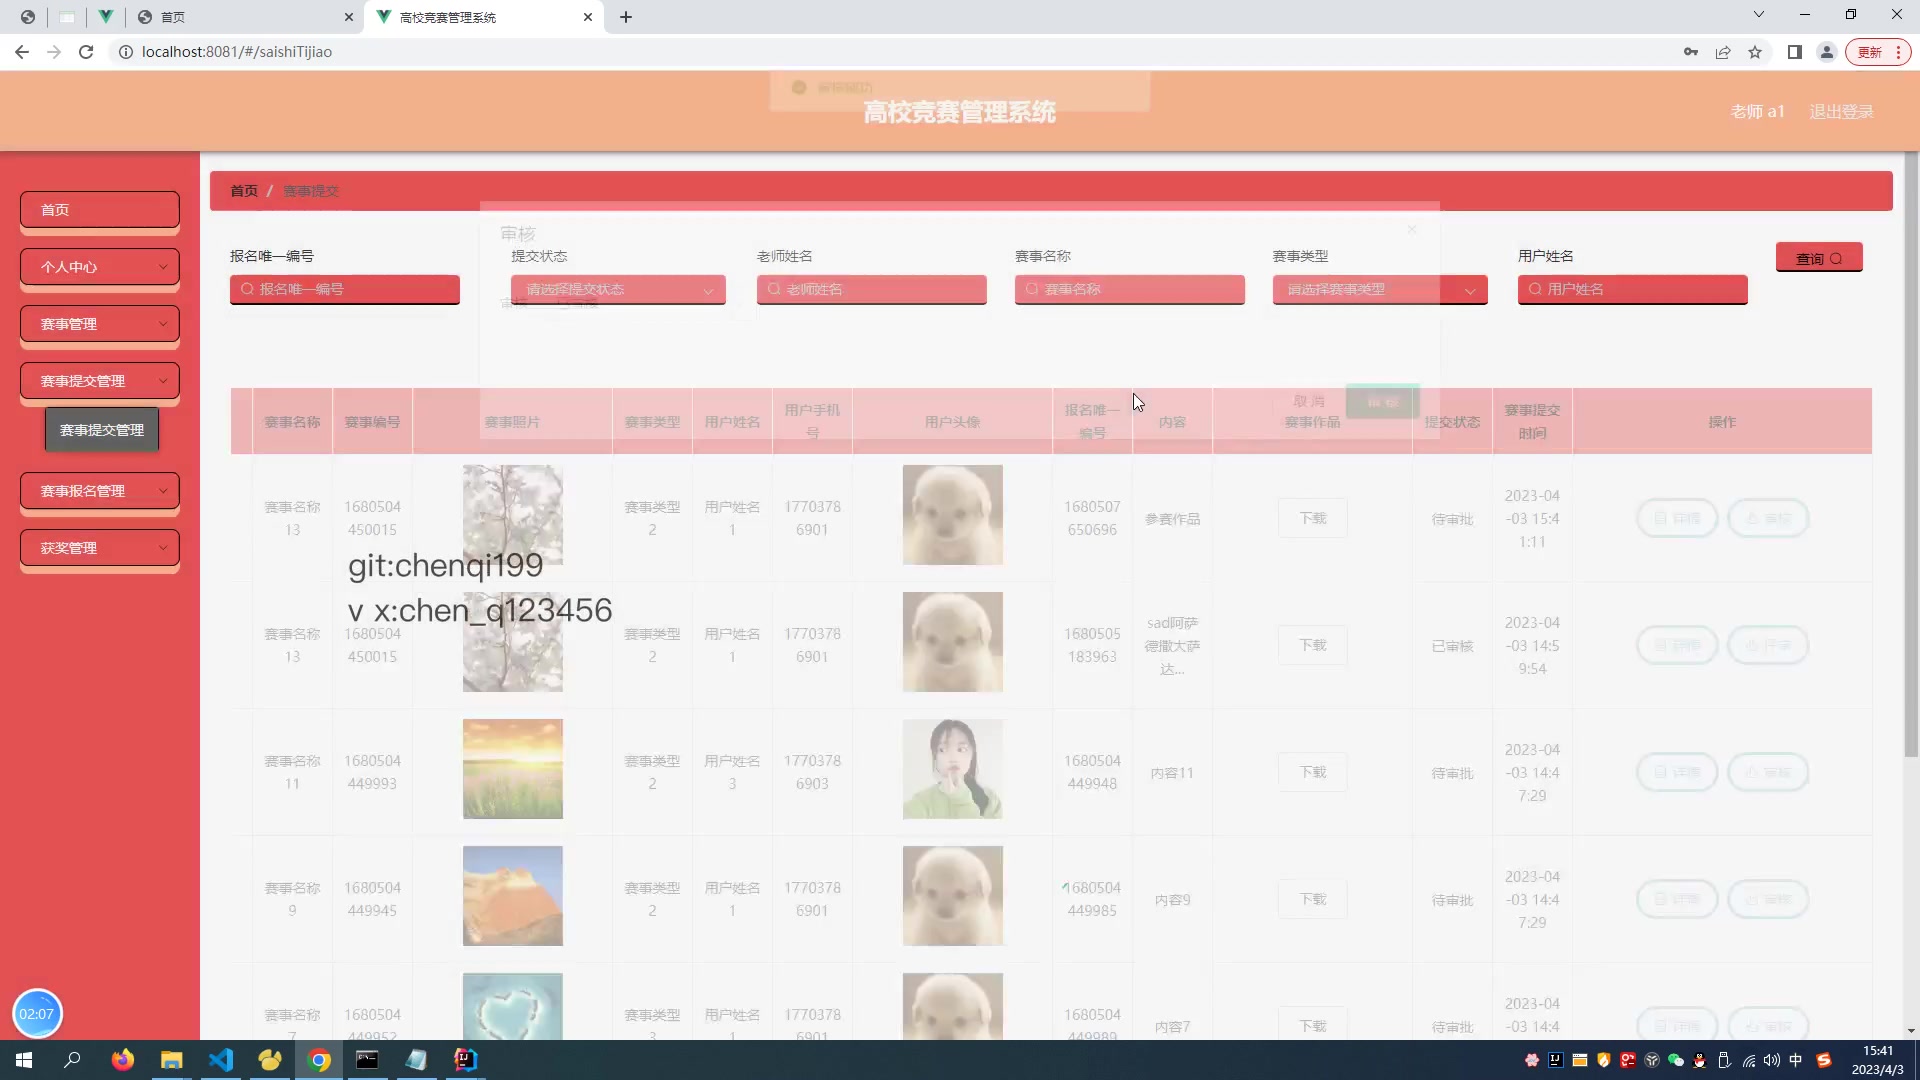 首页
高校竞赛管理系统
localhost:8081/#/saishiTijiao
更新
高校竞赛管理系统
老师 a1
退出登录
首页 / 赛事提交
首页
个人中心
赛事管理
赛事提交管理
赛事提交管理
赛事报名管理
获奖管理
审核
报名唯一编号
提交状态
老师姓名
赛事名称
赛事类型
用户姓名
查询
报名唯一编号
请选择提交状态
老师姓名
赛事名称
请选择赛事类型
用户姓名
取 消
赛事名称 赛事编号 赛事照片 赛事类型 用户姓名 用户手机号 用户头像 报名唯一编号 内容 赛事作品 提交状态 赛事提交时间 操作
赛事名称13 1680504450015 赛事类型2 用户姓名1 17703786901 1680507650696 参赛作品 下载 待审批 2023-04-03 15:41:11 详情 审核
git:chenqi199
v x:chen_q123456
赛事名称13 1680504450015 赛事类型2 用户姓名1 17703786901 1680505183963 sad阿萨德撒大萨达... 下载 已审核 2023-04-03 14:59:54 详情
赛事名称11 1680504449993 赛事类型2 用户姓名3 17703786903 1680504449948 内容11 下载 待审批 2023-04-03 14:47:29 详情 审核
赛事名称9 1680504449945 赛事类型2 用户姓名1 17703786901 1680504449985 内容9 下载 待审批 2023-04-03 14:47:29 详情 审核
赛事名称7 1680504449952 赛事类型3 用户姓名1 17703786901 1680504449989 内容7 下载 待审批 2023-04-03 14:4 详情 审核
02:07
中
15:41
2023/4/3